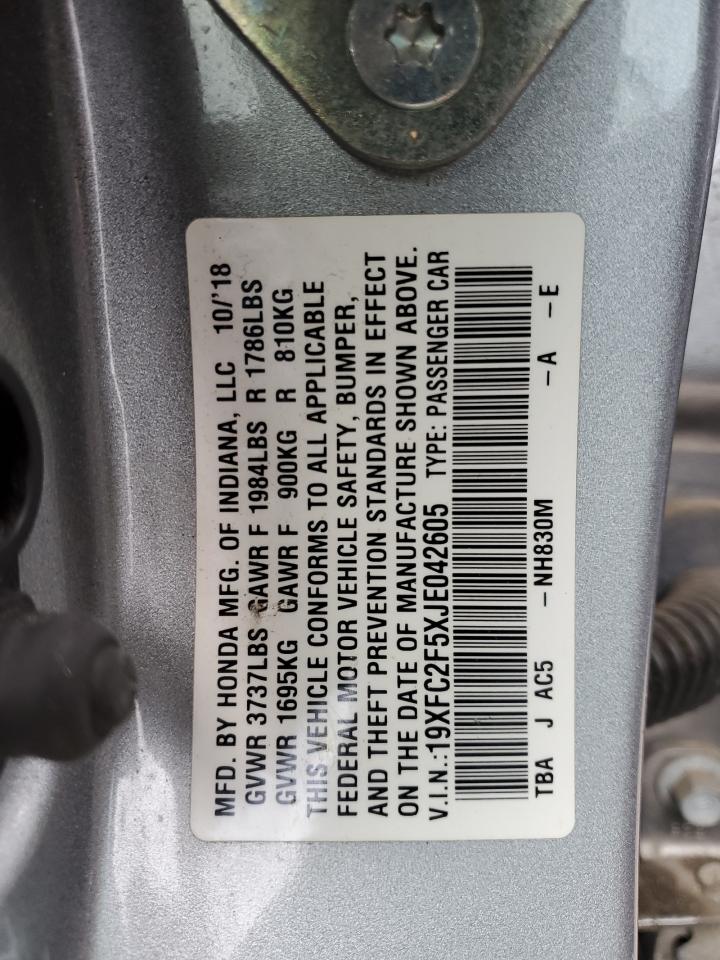 MFD. BY HONDA MFG. OF INDIANA, LLC 10/'18
GVWR 3737LBS GAWR F 1984LBS R 1786LBS
GVWR 1695KG GAWR F 900KG R 810KG
THIS VEHICLE CONFORMS TO ALL APPLICABLE
FEDERAL MOTOR VEHICLE SAFETY, BUMPER,
AND THEFT PREVENTION STANDARDS IN EFFECT
ON THE DATE OF MANUFACTURE SHOWN ABOVE.
V.I.N.:19XFC2F5XJE042605 TYPE: PASSENGER CAR
TBA J AC5 –NH830M –A –E